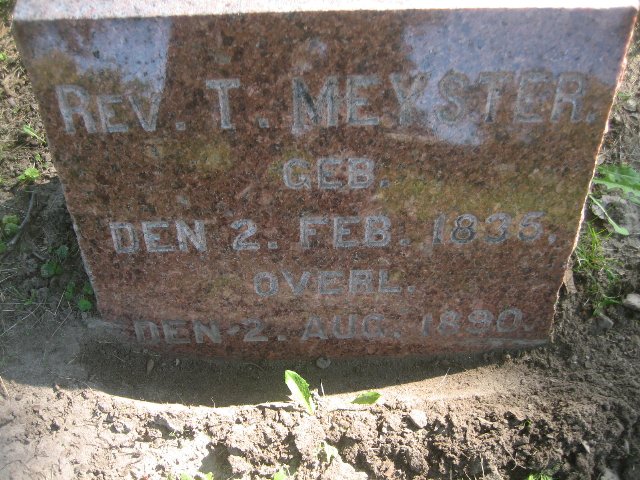 REV. T. MEYSTER.
GEB.
DEN 2. FEB. 1835.
OVERL.
DEN 2. AUG. 1890.